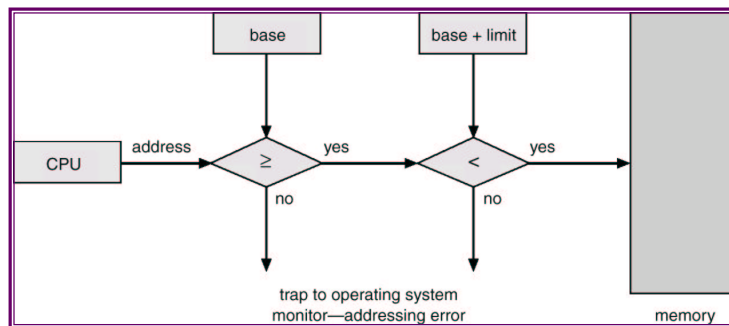 base
base + limit
CPU
address
≥
yes
<
yes
no
no
trap to operating system
monitor—addressing error
memory